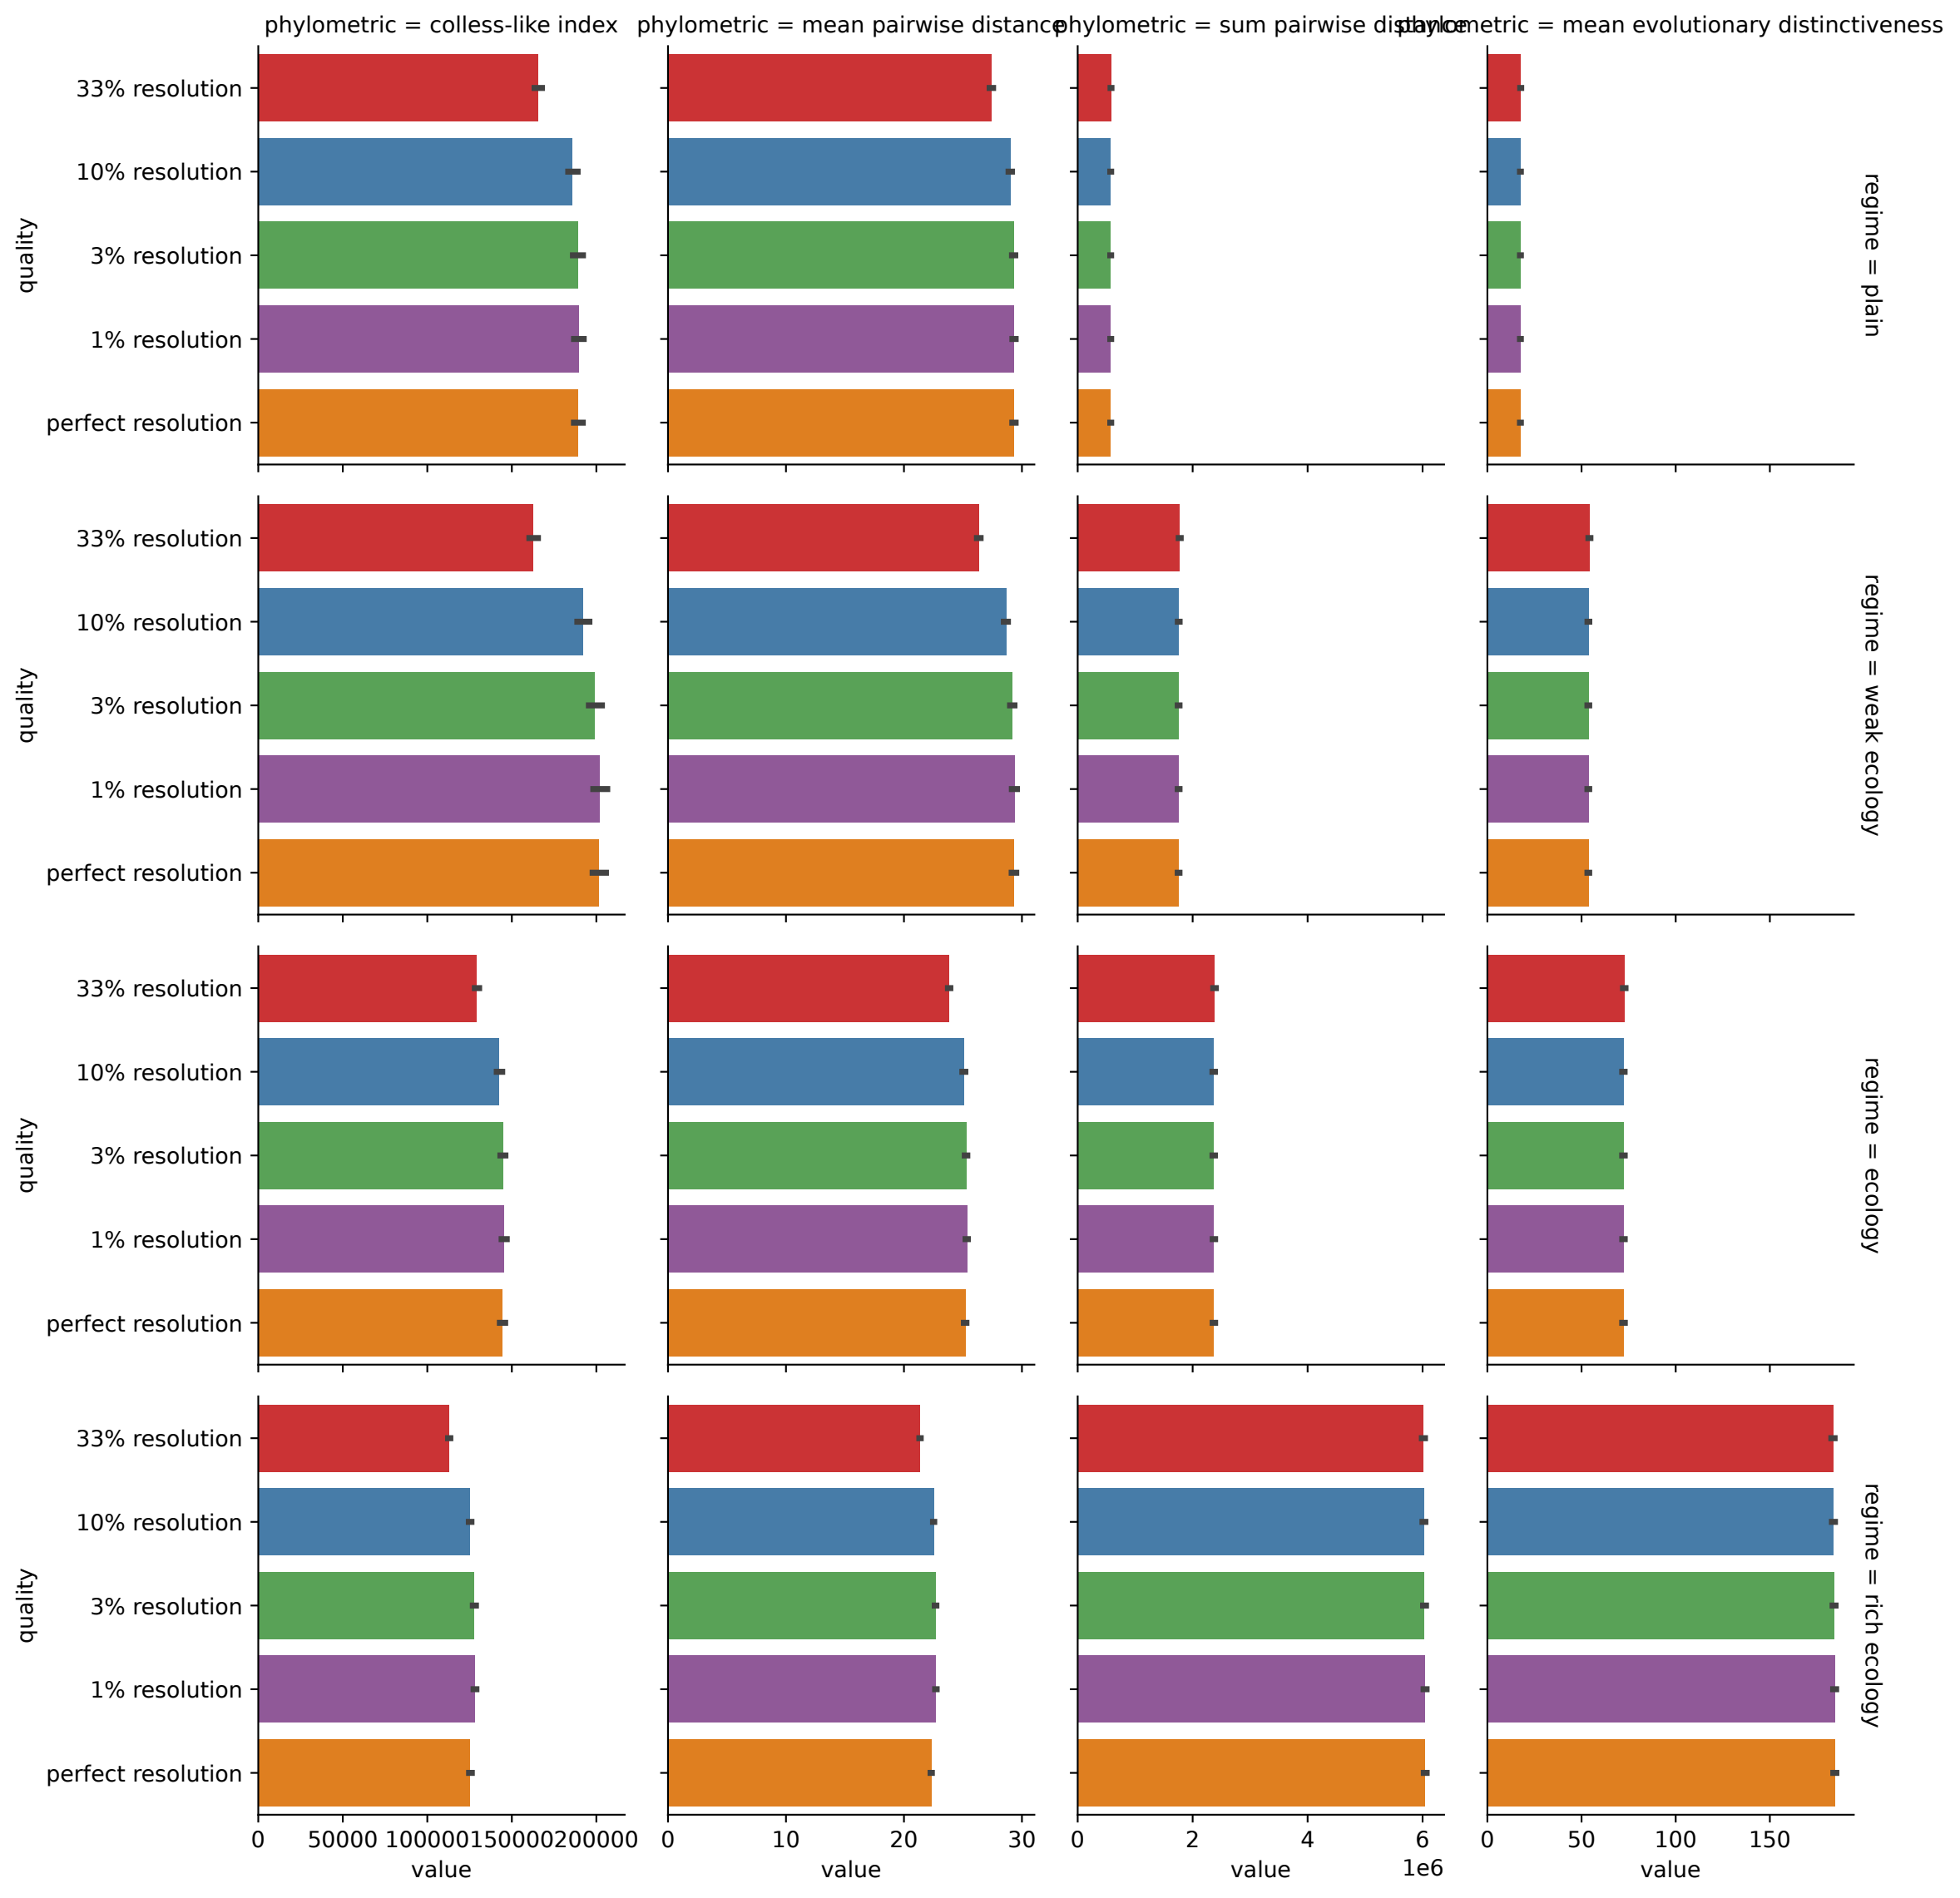 phylometric = colless-like index
phylometric = mean pairwise distance
phylometric = sum pairwise distance
phylometric = mean evolutionary distinctiveness
quality
33% resolution
10% resolution
3% resolution
1% resolution
perfect resolution
regime = plain
quality
33% resolution
10% resolution
3% resolution
1% resolution
perfect resolution
regime = weak ecology
quality
33% resolution
10% resolution
3% resolution
1% resolution
perfect resolution
regime = ecology
quality
33% resolution
10% resolution
3% resolution
1% resolution
perfect resolution
regime = rich ecology
0 50000 100000 150000 200000
value
0 10 20 30
value
0 2 4 6
1e6
value
0 50 100 150
value